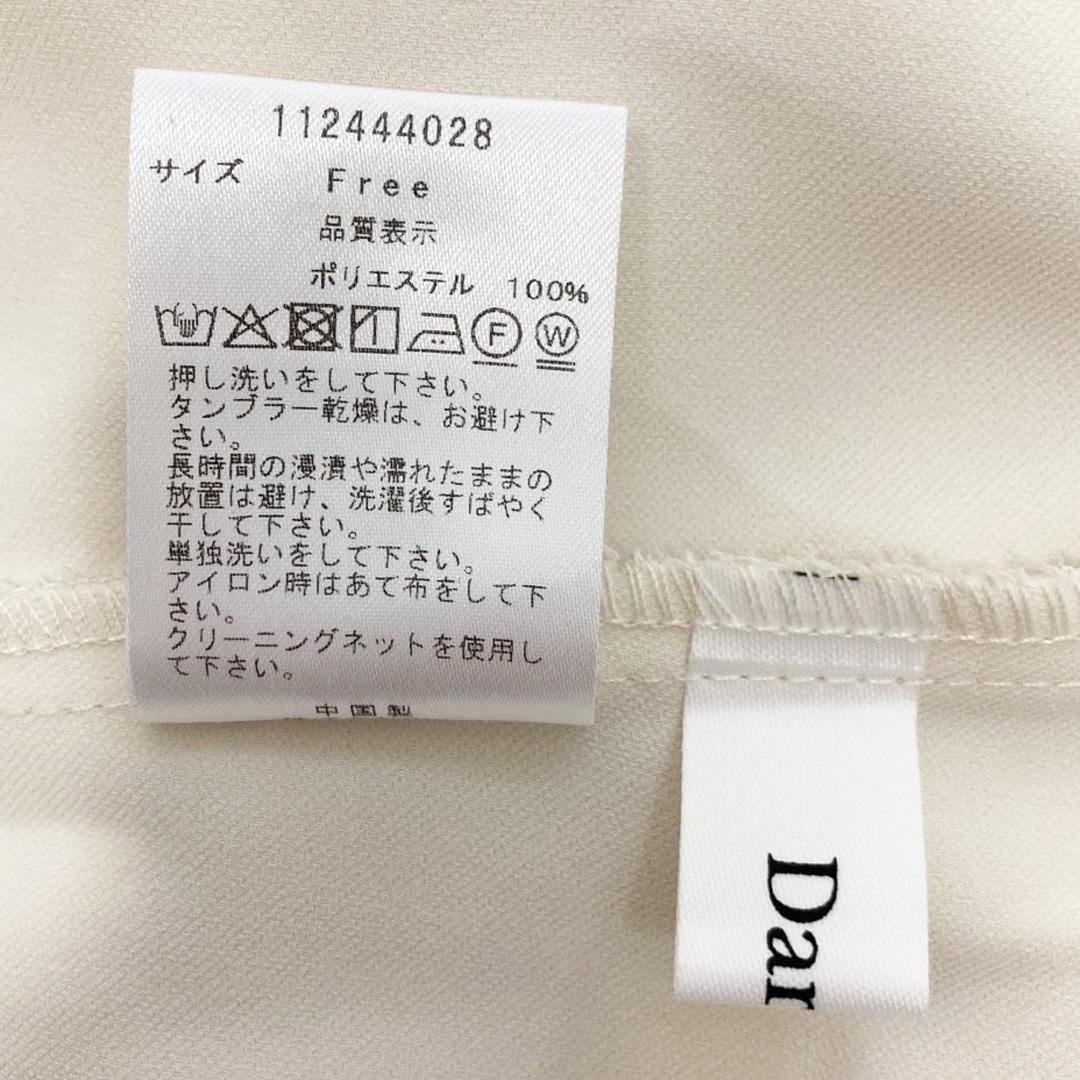 112444028
サイズ Free
品質表示
ポリエステル 100%
F W
押し洗いをして下さい。
タンブラー乾燥は、お避け下
さい。
長時間の浸漬や濡れたままの
放置は避け、洗濯後すばやく
干して下さい。
単独洗いをして下さい。
アイロン時はあて布をして下
さい。
クリーニングネットを使用し
て下さい。
中国製
Dar